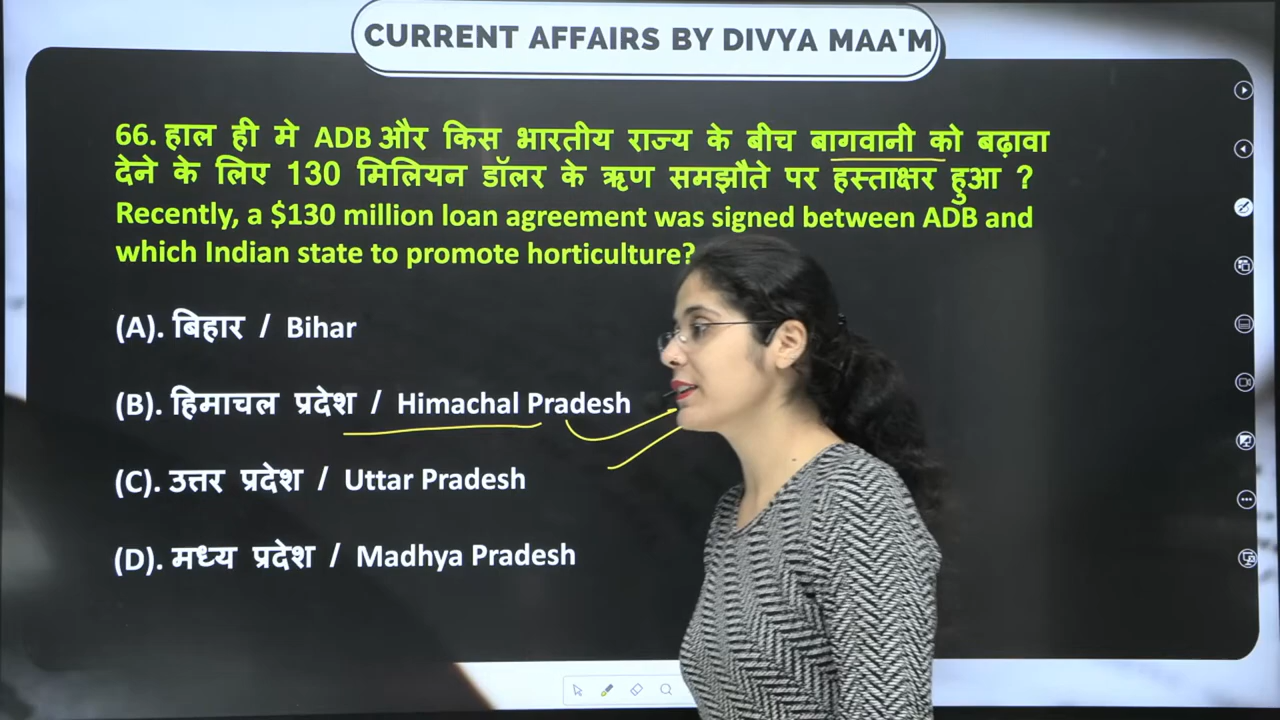 CURRENT AFFAIRS BY DIVYA MAA'M
66. हाल ही मे ADB और किस भारतीय राज्य के बीच बागवानी को बढ़ावा
देने के लिए 130 मिलियन डॉलर के ऋण समझौते पर हस्ताक्षर हुआ ?
Recently, a $130 million loan agreement was signed between ADB and
which Indian state to promote horticulture?
(A). बिहार / Bihar
(B). हिमाचल प्रदेश / Himachal Pradesh
(C). उत्तर प्रदेश / Uttar Pradesh
(D). मध्य प्रदेश / Madhya Pradesh